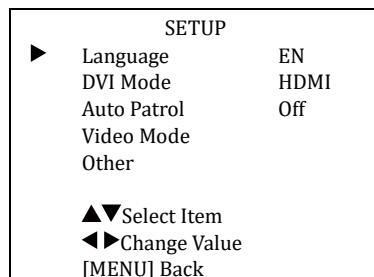 SETUP
▶ Language EN
DVI Mode HDMI
Auto Patrol Off
Video Mode
Other
▲▼Select Item
◀▶Change Value
[MENU] Back